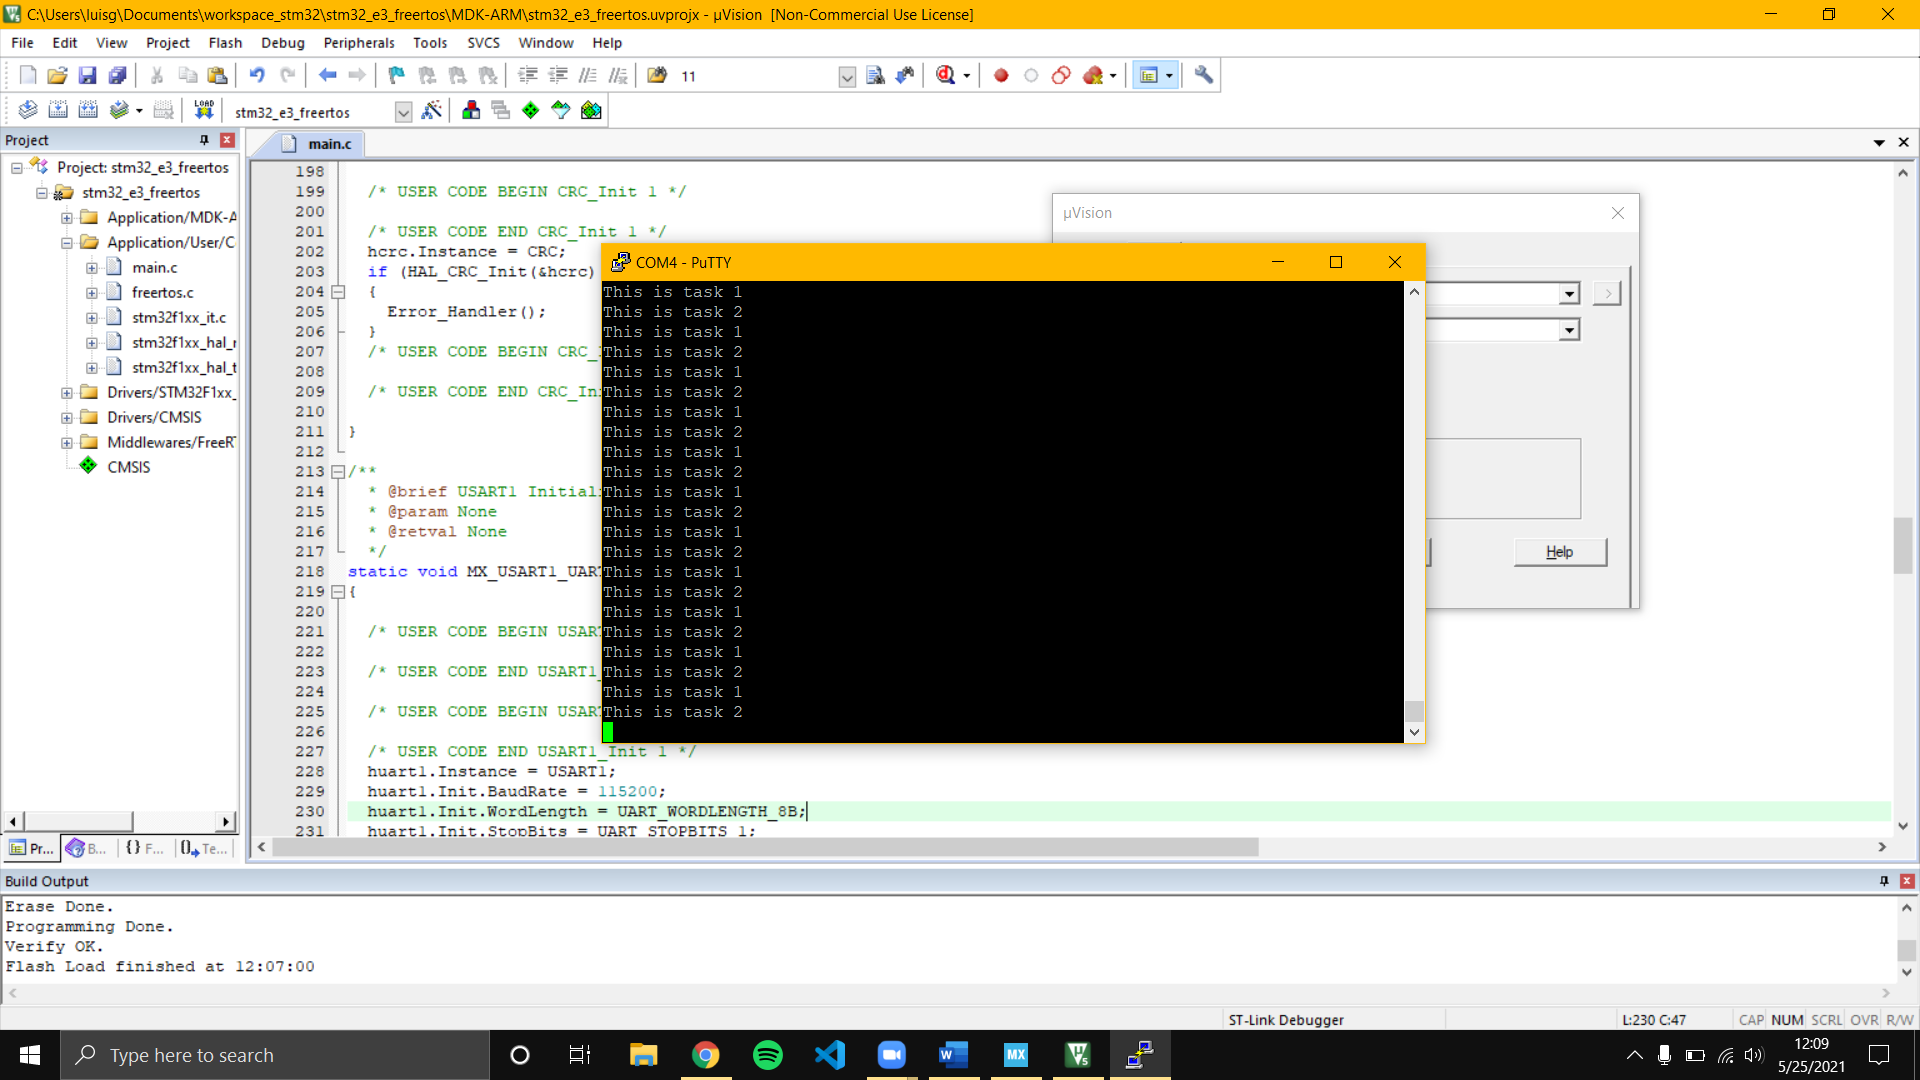 C:\Users\luisg\Documents\workspace_stm32\stm32_e3_freertos\MDK-ARM\stm32_e3_freertos.uvprojx - µVision [Non-Commercial Use License]
File Edit View Project Flash Debug Peripherals Tools SVCS Window Help
11
LOAD stm32_e3_freertos
Project
Project: stm32_e3_freertos
stm32_e3_freertos
Application/MDK-A
Application/User/C
main.c
freertos.c
stm32f1xx_it.c
stm32f1xx_hal_
stm32f1xx_hal_t
Drivers/STM32F1xx_
Drivers/CMSIS
Middlewares/FreeR
CMSIS
Pr... B... {} F... Te...
main.c
198
199 /* USER CODE BEGIN CRC_Init 1 */
200
201 /* USER CODE END CRC_Init 1 */
202 hcrc.Instance = CRC;
203 if (HAL_CRC_Init(&hcrc)
204 {
205 Error_Handler();
206 }
207 /* USER CODE BEGIN CRC_
208
209 /* USER CODE END CRC_In
210
211 }
212
213 /**
214 * @brief USART1 Initiali
215 * @param None
216 * @retval None
217 */
218 static void MX_USART1_UAR
219 {
220
221 /* USER CODE BEGIN USAR
222
223 /* USER CODE END USART1_
224
225 /* USER CODE BEGIN USAR
226
227 /* USER CODE END USART1_Init 1 */
228 huart1.Instance = USART1;
229 huart1.Init.BaudRate = 115200;
230 huart1.Init.WordLength = UART_WORDLENGTH_8B;
231 huart1.Init.StopBits = UART_STOPBITS_1;
µVision
Help
COM4 - PuTTY
This is task 1
This is task 2
This is task 1
This is task 2
This is task 1
This is task 2
This is task 1
This is task 2
This is task 1
This is task 2
This is task 1
This is task 2
This is task 1
This is task 2
This is task 1
This is task 2
This is task 1
This is task 2
This is task 1
This is task 2
This is task 1
This is task 2
Build Output
Erase Done.
Programming Done.
Verify OK.
Flash Load finished at 12:07:00
ST-Link Debugger L:230 C:47 CAP NUM SCRL OVR R/W
Type here to search
W
MX
12:09
5/25/2021